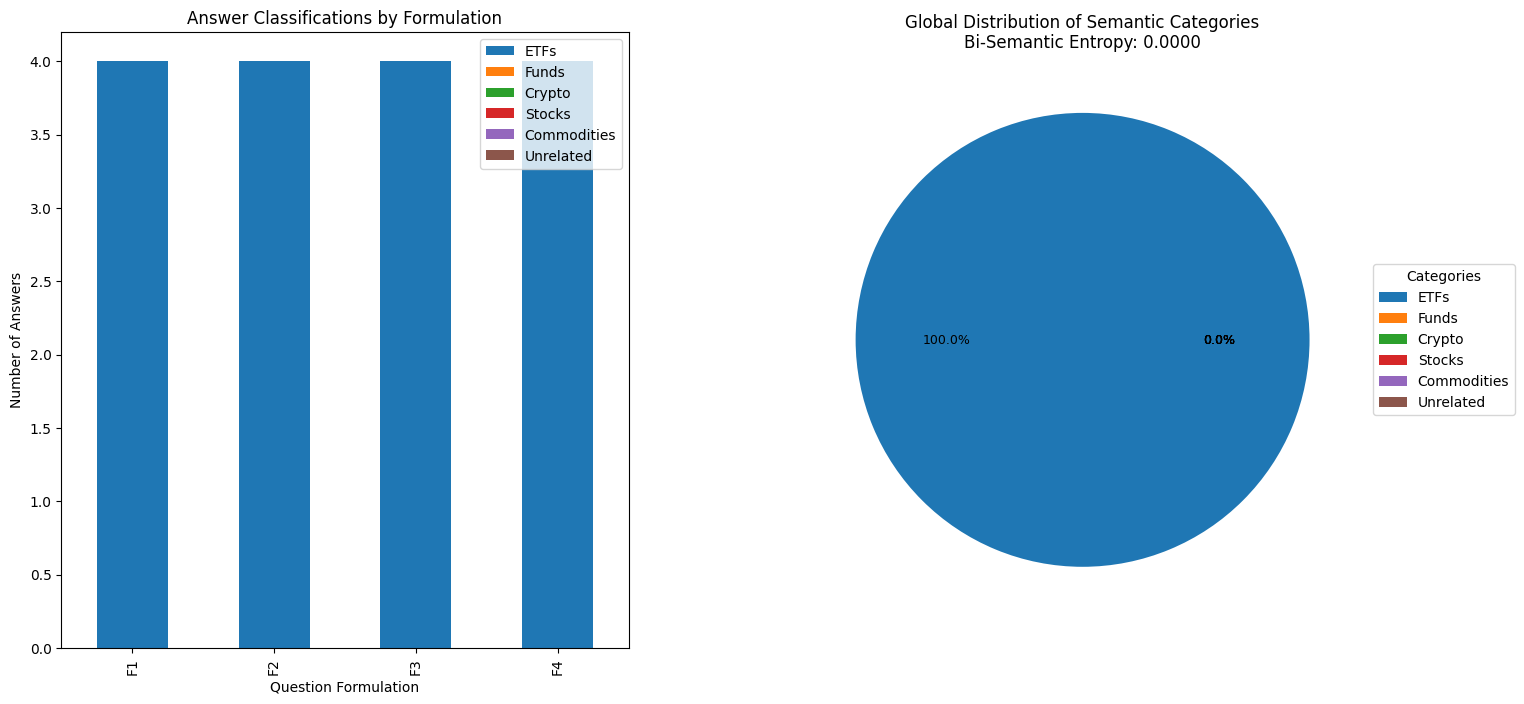 Answer Classifications by Formulation
4.0
3.5
3.0
2.5
2.0
1.5
1.0
0.5
0.0
Number of Answers
F1
F2
F3
F4
Question Formulation
ETFs
Funds
Crypto
Stocks
Commodities
Unrelated
Global Distribution of Semantic Categories
Bi-Semantic Entropy: 0.0000
100.0%
0.0%
Categories
ETFs
Funds
Crypto
Stocks
Commodities
Unrelated